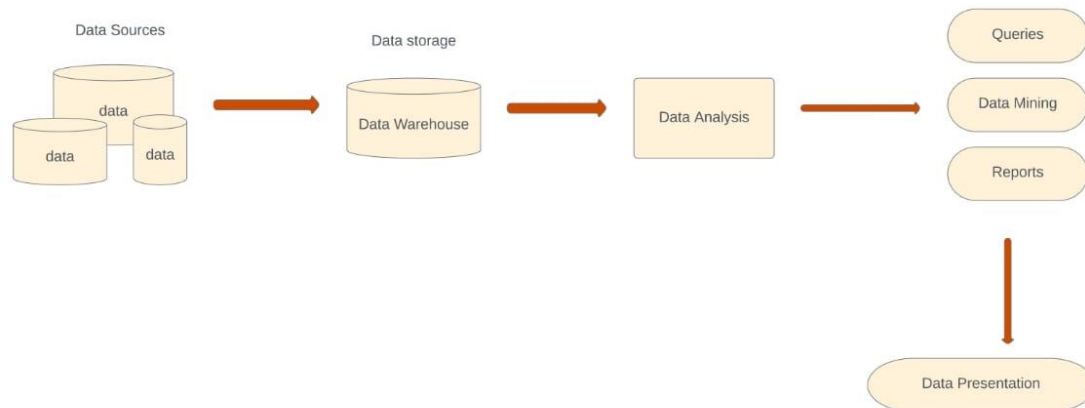 Data Sources
data
data
data
Data storage
Data Warehouse
Data Analysis
Queries
Data Mining
Reports
Data Presentation